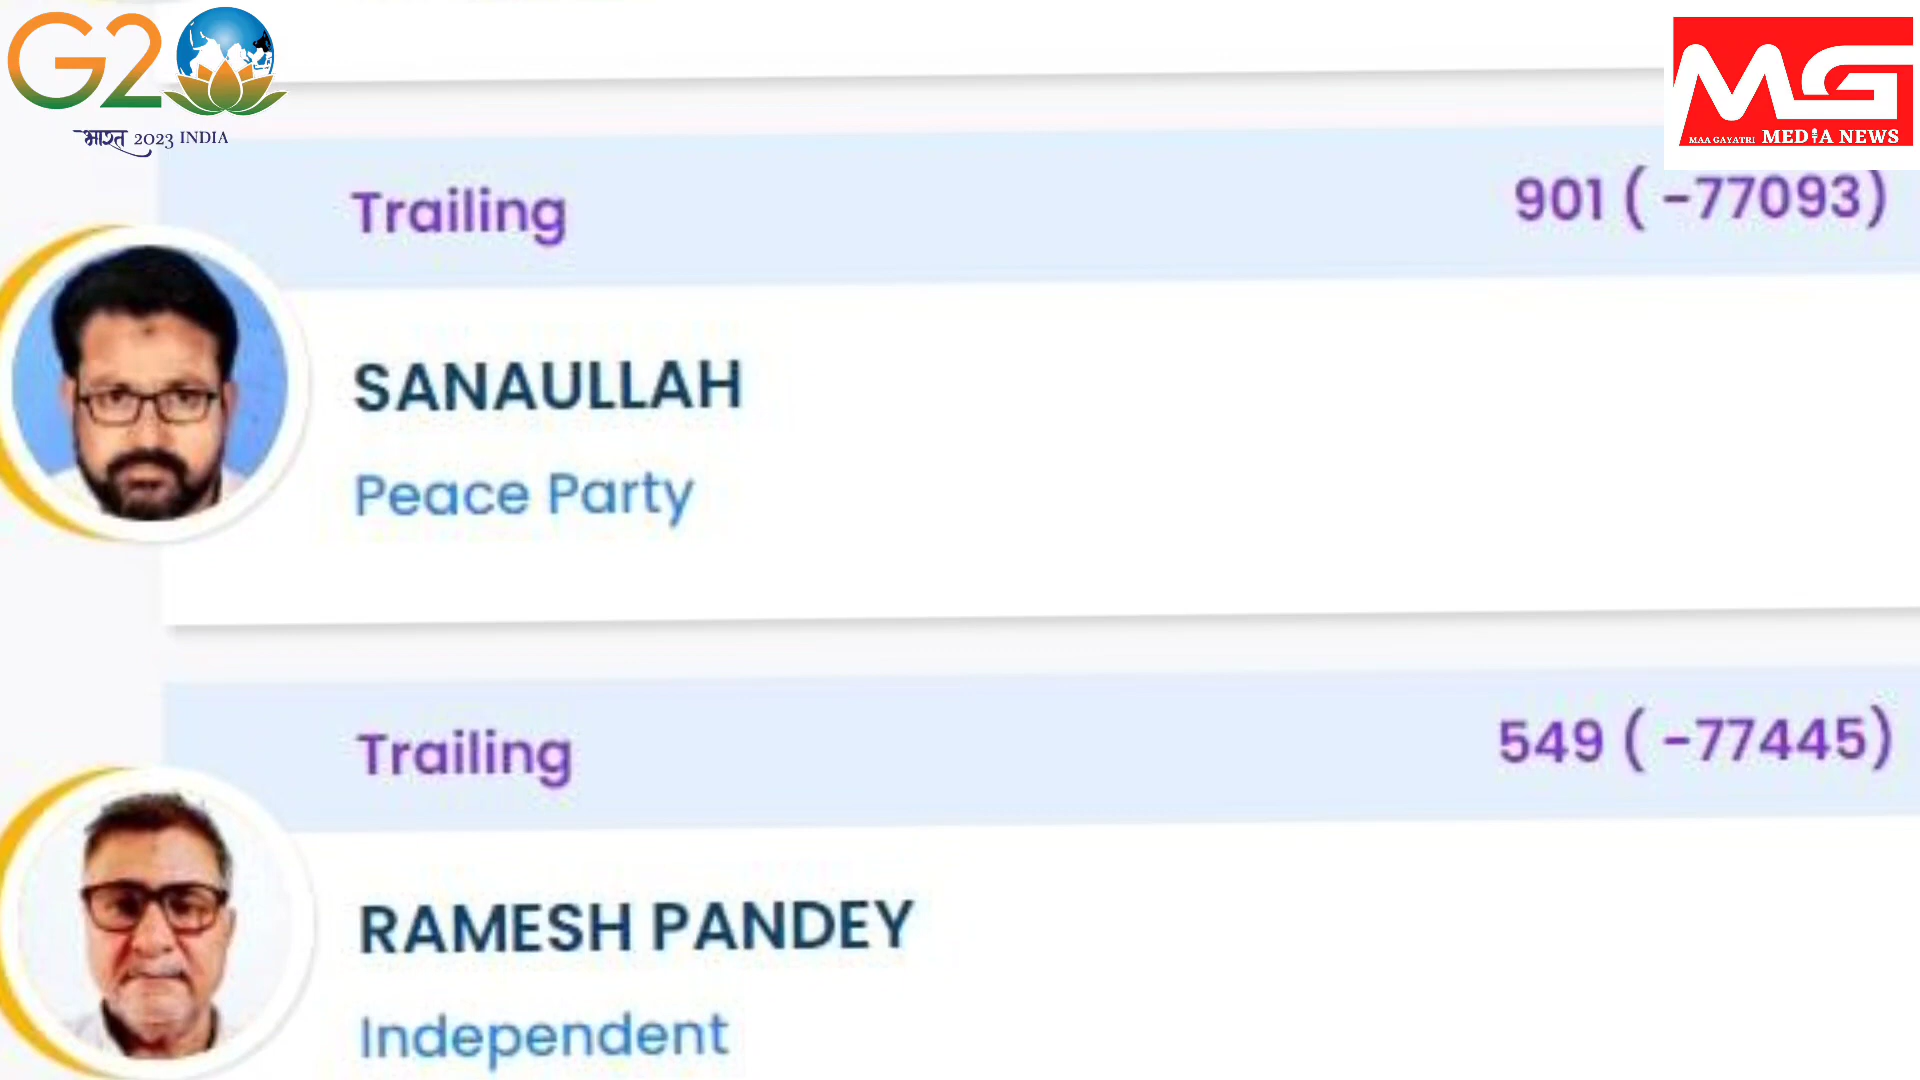 G20
भारत 2023 INDIA
MG
MAA GAYATRI MEDIA NEWS
Trailing 901 ( -77093)
SANAULLAH
Peace Party
Trailing 549 ( -77445)
RAMESH PANDEY
Independent